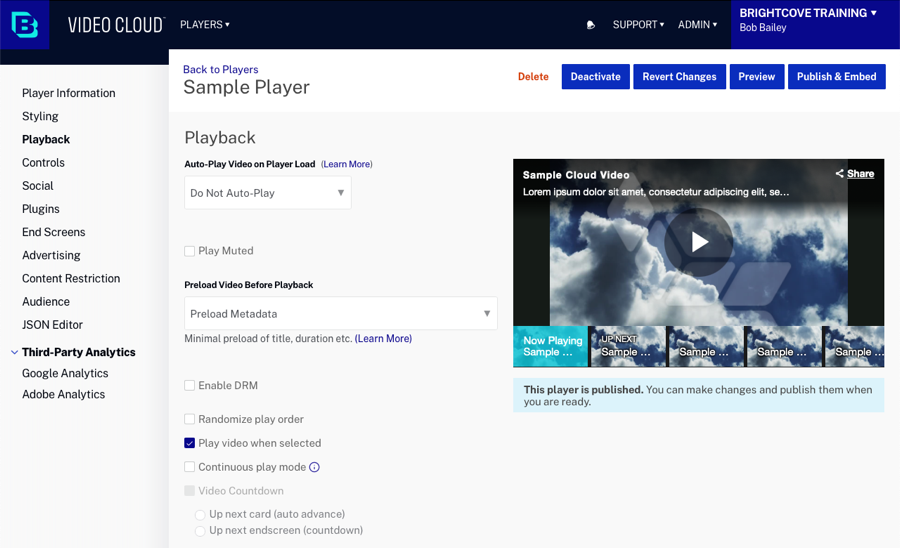 VIDEO CLOUD
PLAYERS
SUPPORT
ADMIN
BRIGHTCOVE TRAINING
Bob Bailey
Back to Players
Sample Player
Delete
Deactivate
Revert Changes
Preview
Publish & Embed
Player Information
Styling
Playback
Controls
Social
Plugins
End Screens
Advertising
Content Restriction
Audience
JSON Editor
Third-Party Analytics
Google Analytics
Adobe Analytics
Playback
Auto-Play Video on Player Load (Learn More)
Do Not Auto-Play
Play Muted
Preload Video Before Playback
Preload Metadata
Minimal preload of title, duration etc. (Learn More)
Enable DRM
Randomize play order
Play video when selected
Continuous play mode
Video Countdown
Up next card (auto advance)
Up next endscreen (countdown)
Sample Cloud Video
Share
Lorem ipsum dolor sit amet, consectetur adipiscing elit, se...
Now Playing
Sample ...
UP NEXT
Sample ...
Sample ...
Sample ...
Sample ...
This player is published. You can make changes and publish them when
you are ready.